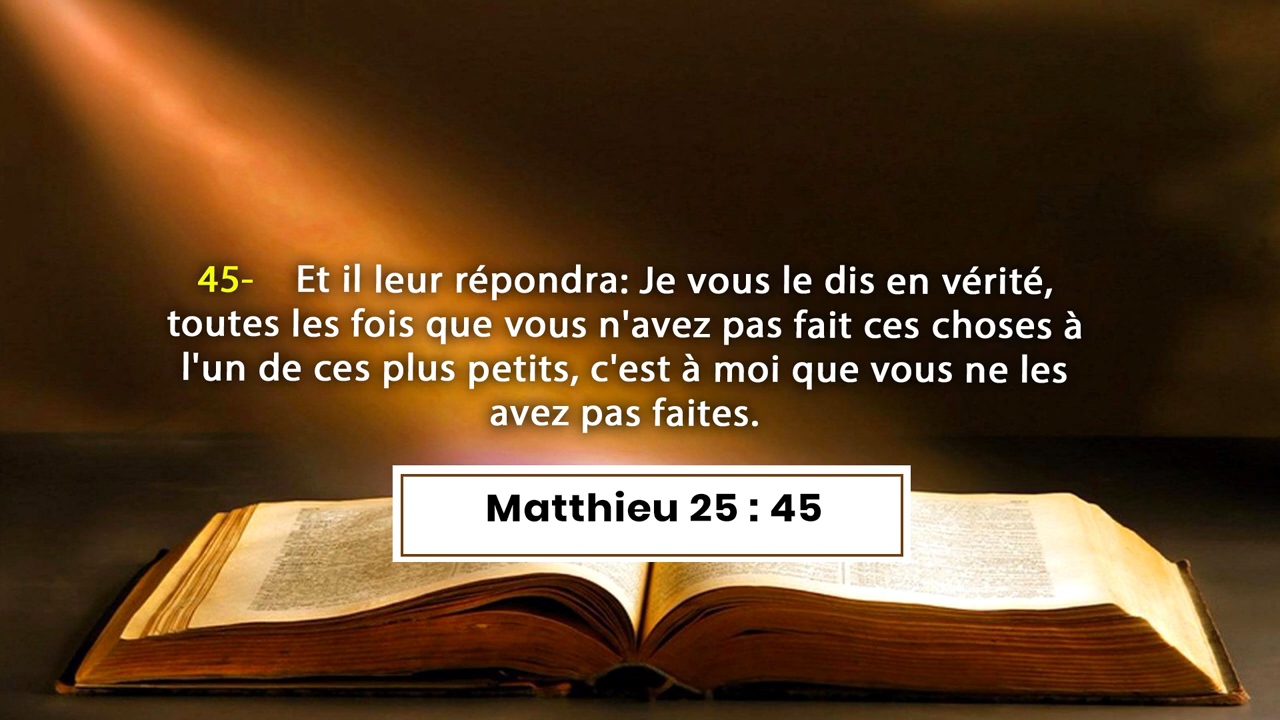 45- Et il leur répondra: Je vous le dis en vérité,
toutes les fois que vous n'avez pas fait ces choses à
l'un de ces plus petits, c'est à moi que vous ne les
avez pas faites.
Matthieu 25 : 45